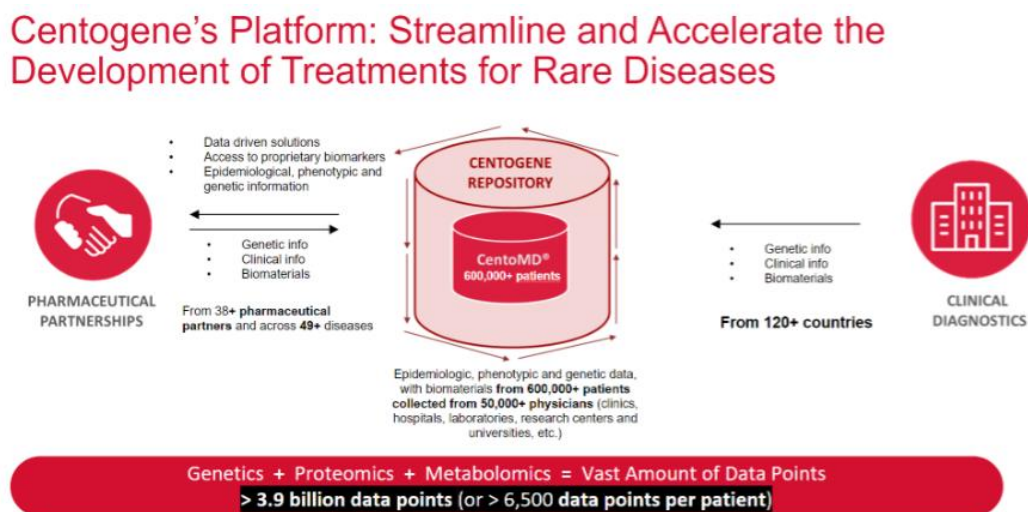 Centogene's Platform: Streamline and Accelerate the
Development of Treatments for Rare Diseases
• Data driven solutions
• Access to proprietary biomarkers
• Epidemiological, phenotypic and
genetic information
• Genetic info
• Clinical info
• Biomaterials
PHARMACEUTICAL
PARTNERSHIPS
From 38+ pharmaceutical
partners and across 49+ diseases
CENTOGENE
REPOSITORY
CentoMD®
600,000+ patients
Epidemiologic, phenotypic and genetic data,
with biomaterials from 600,000+ patients
collected from 50,000+ physicians (clinics,
hospitals, laboratories, research centers and
universities, etc.)
• Genetic info
• Clinical info
• Biomaterials
From 120+ countries
CLINICAL
DIAGNOSTICS
Genetics + Proteomics + Metabolomics = Vast Amount of Data Points
> 3.9 billion data points (or > 6,500 data points per patient)